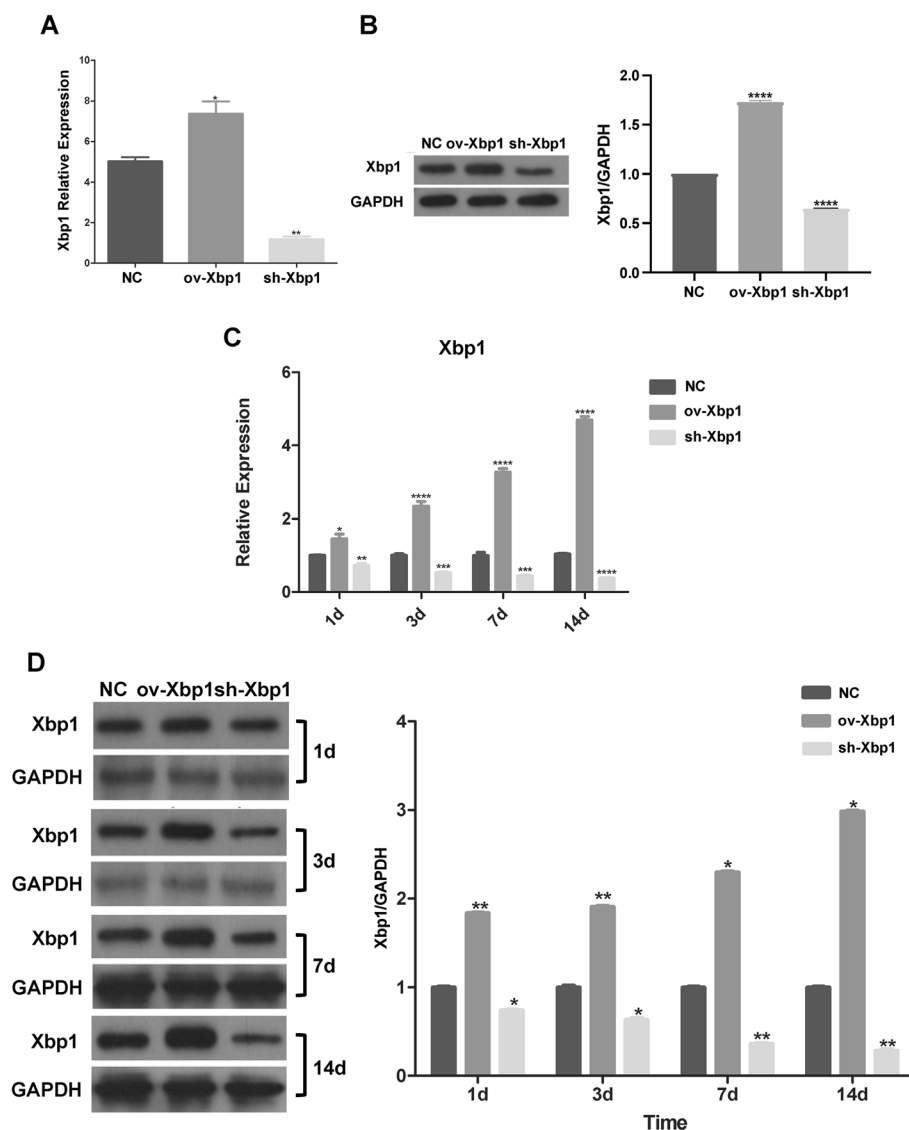 A
Xbp1 Relative Expression
10
8
6
4
2
0
*
**
NC ov-Xbp1 sh-Xbp1
B
NC ov-Xbp1 sh-Xbp1
Xbp1
GAPDH
Xbp1/GAPDH
2.0
1.5
1.0
0.5
0.0
****
****
NC ov-Xbp1 sh-Xbp1
C
Xbp1
Relative Expression
6
4
2
0
*
**
****
***
****
***
****
****
1d 3d 7d 14d
NC
ov-Xbp1
sh-Xbp1
D
NC ov-Xbp1 sh-Xbp1
Xbp1
GAPDH
1d
Xbp1
GAPDH
3d
Xbp1
GAPDH
7d
Xbp1
GAPDH
14d
NC
ov-Xbp1
sh-Xbp1
Xbp1/GAPDH
4
3
2
1
0
**
*
**
*
*
**
*
**
1d 3d 7d 14d
Time